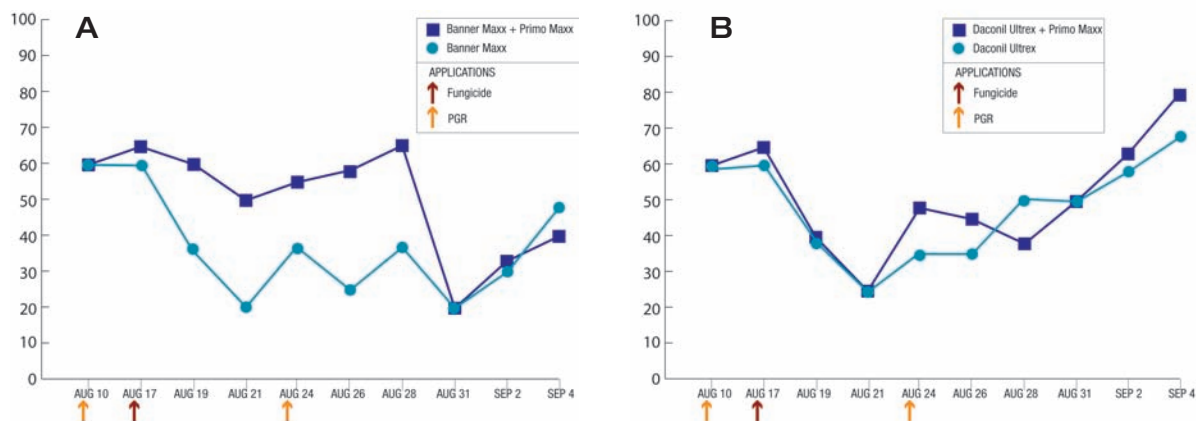 A
100
90
80
70
60
50
40
30
20
10
0
Banner Maxx + Primo Maxx
Banner Maxx
APPLICATIONS
Fungicide
PGR
AUG 10 AUG 17 AUG 19 AUG 21 AUG 24 AUG 26 AUG 28 AUG 31 SEP 2 SEP 4
B
100
90
80
70
60
50
40
30
20
10
0
Daconil Ultrex + Primo Maxx
Daconil Ultrex
APPLICATIONS
Fungicide
PGR
AUG 10 AUG 17 AUG 19 AUG 21 AUG 24 AUG 26 AUG 28 AUG 31 SEP 2 SEP 4